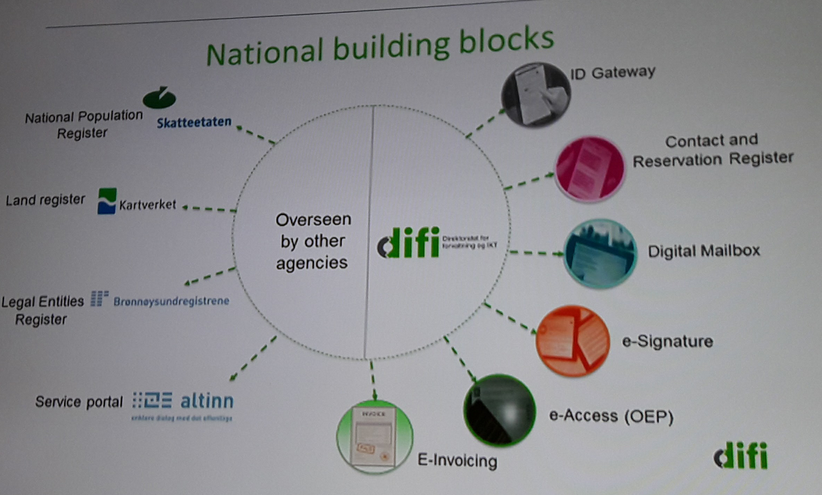 National building blocks
National Population
Register
Skatteetaten
Land register
Kartverket
Legal Entities
Register
Brønnøysundregistrene
Service portal
altinn
enklere dialog med det offentlige
Overseen
by other
agencies
difi
Direktoratet for
forvaltning og IKT
ID Gateway
Contact and
Reservation Register
Digital Mailbox
e-Signature
e-Access (OEP)
INVOICE
E-Invoicing
difi